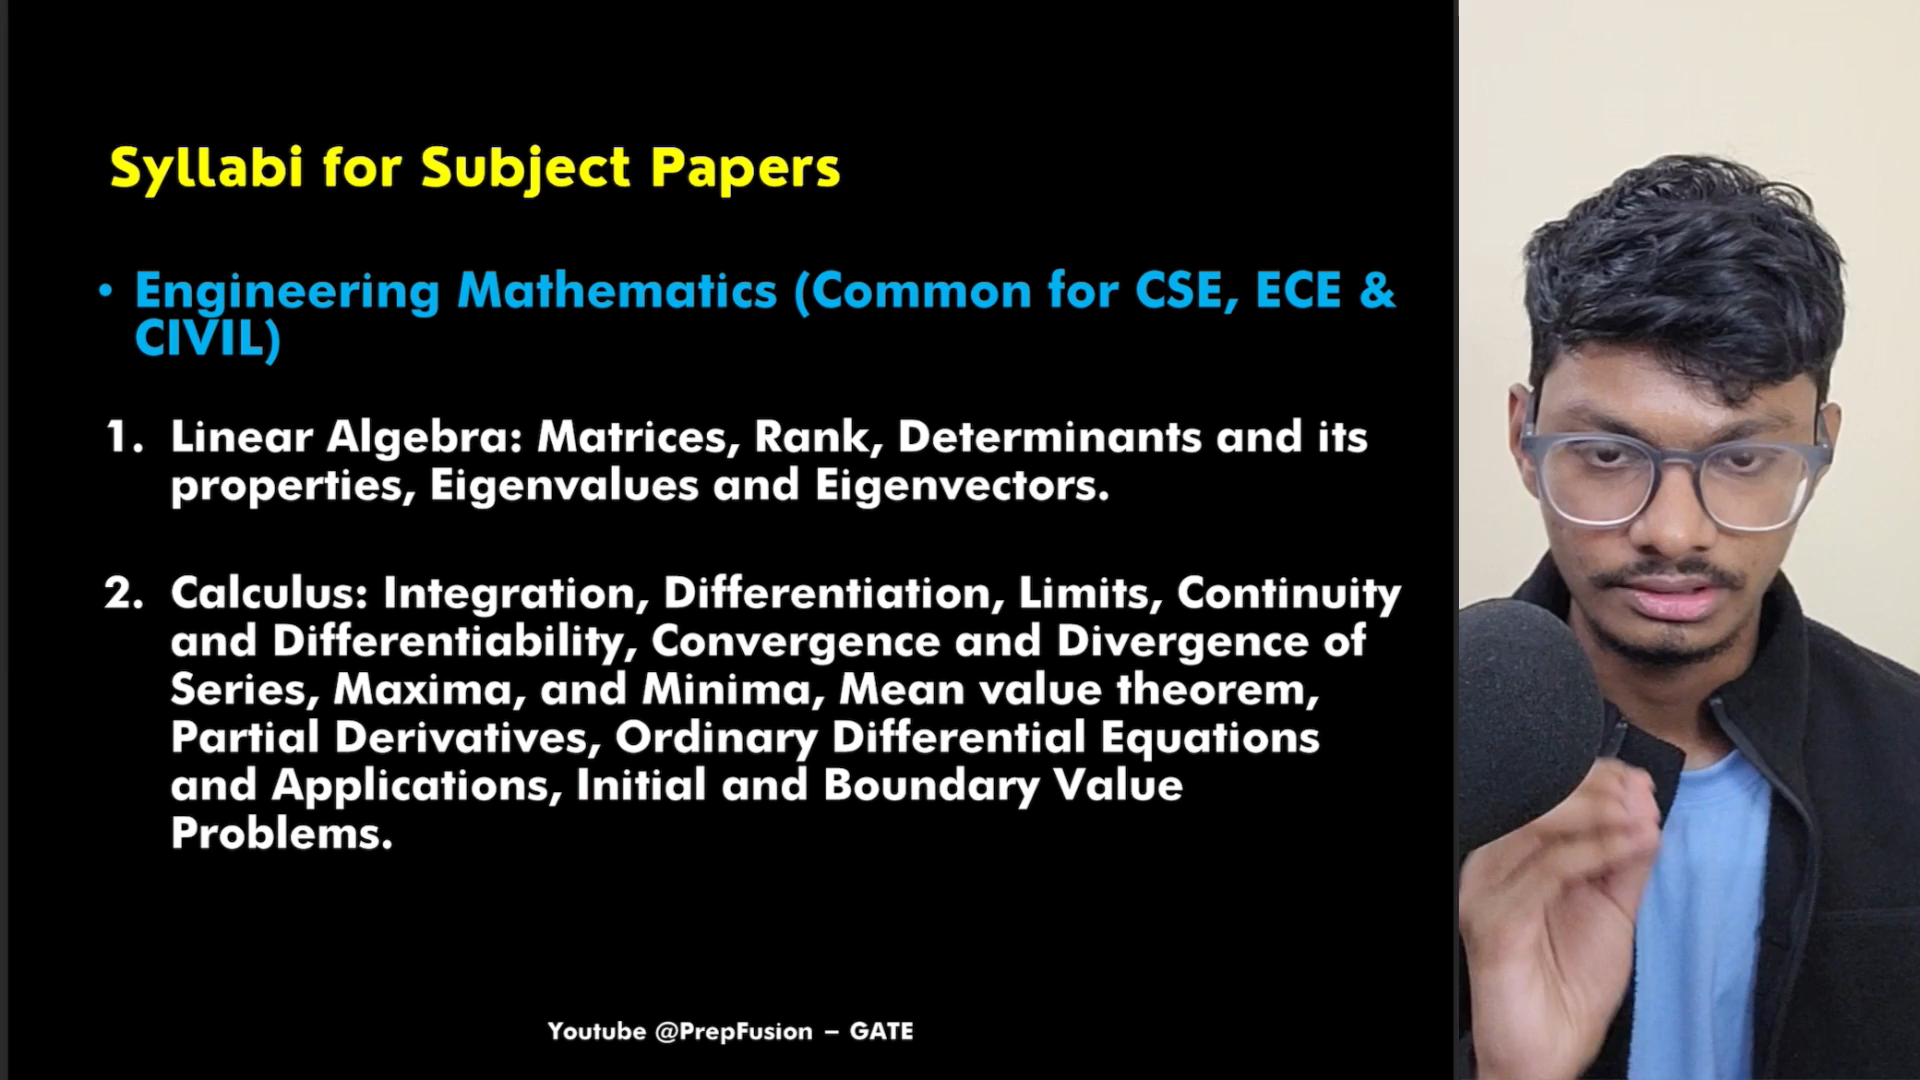 Syllabi for Subject Papers
• Engineering Mathematics (Common for CSE, ECE &
CIVIL)
1. Linear Algebra: Matrices, Rank, Determinants and its
properties, Eigenvalues and Eigenvectors.
2. Calculus: Integration, Differentiation, Limits, Continuity
and Differentiability, Convergence and Divergence of
Series, Maxima, and Minima, Mean value theorem,
Partial Derivatives, Ordinary Differential Equations
and Applications, Initial and Boundary Value
Problems.
Youtube @PrepFusion – GATE